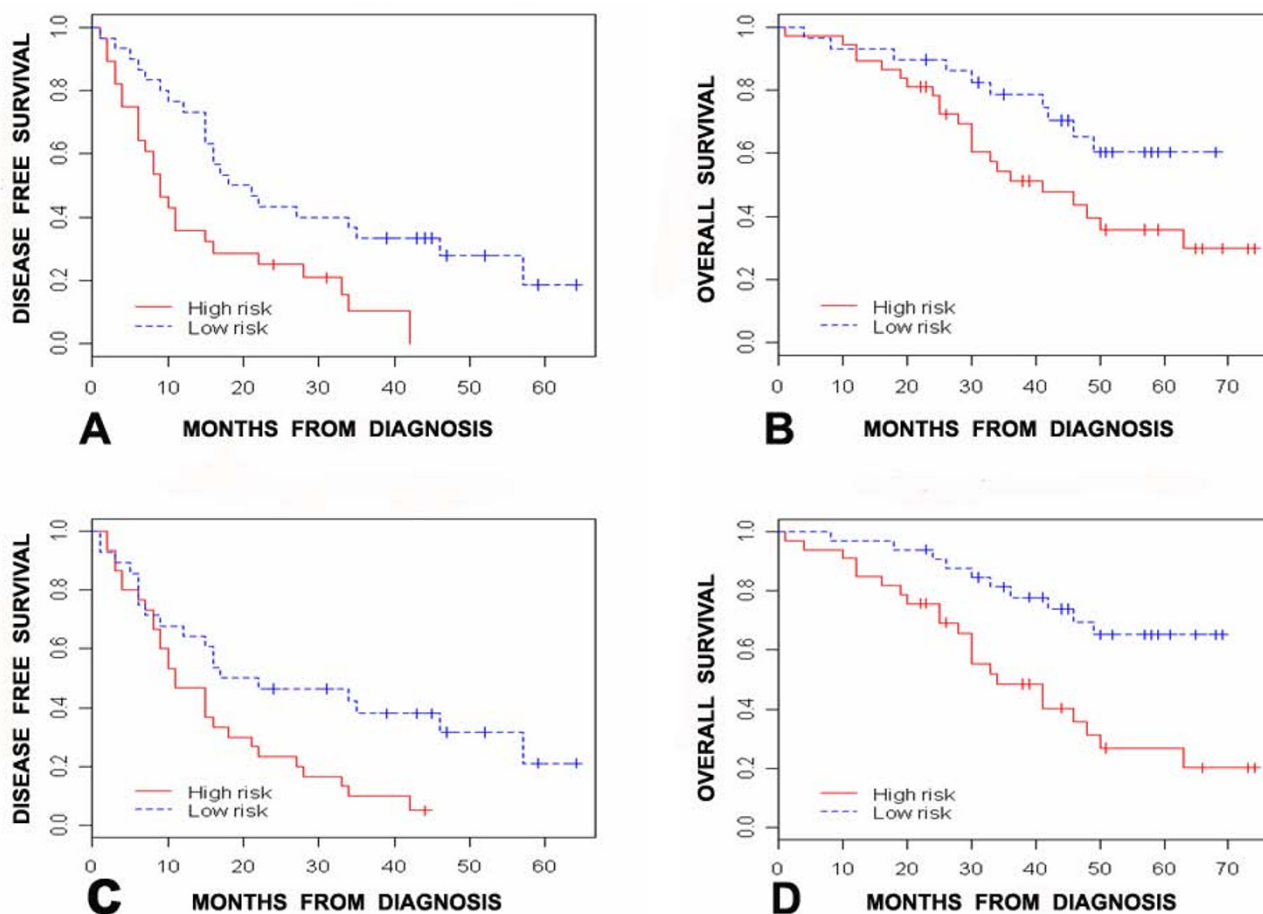 DISEASE FREE SURVIVAL
1.0
0.8
0.6
0.4
0.2
0.0
High risk
Low risk
0 10 20 30 40 50 60
A MONTHS FROM DIAGNOSIS
OVERALL SURVIVAL
1.0
0.8
0.6
0.4
0.2
0.0
High risk
Low risk
0 10 20 30 40 50 60 70
B MONTHS FROM DIAGNOSIS
DISEASE FREE SURVIVAL
1.0
0.8
0.6
0.4
0.2
0.0
High risk
Low risk
0 10 20 30 40 50 60
C MONTHS FROM DIAGNOSIS
OVERALL SURVIVAL
1.0
0.8
0.6
0.4
0.2
0.0
High risk
Low risk
0 10 20 30 40 50 60 70
D MONTHS FROM DIAGNOSIS